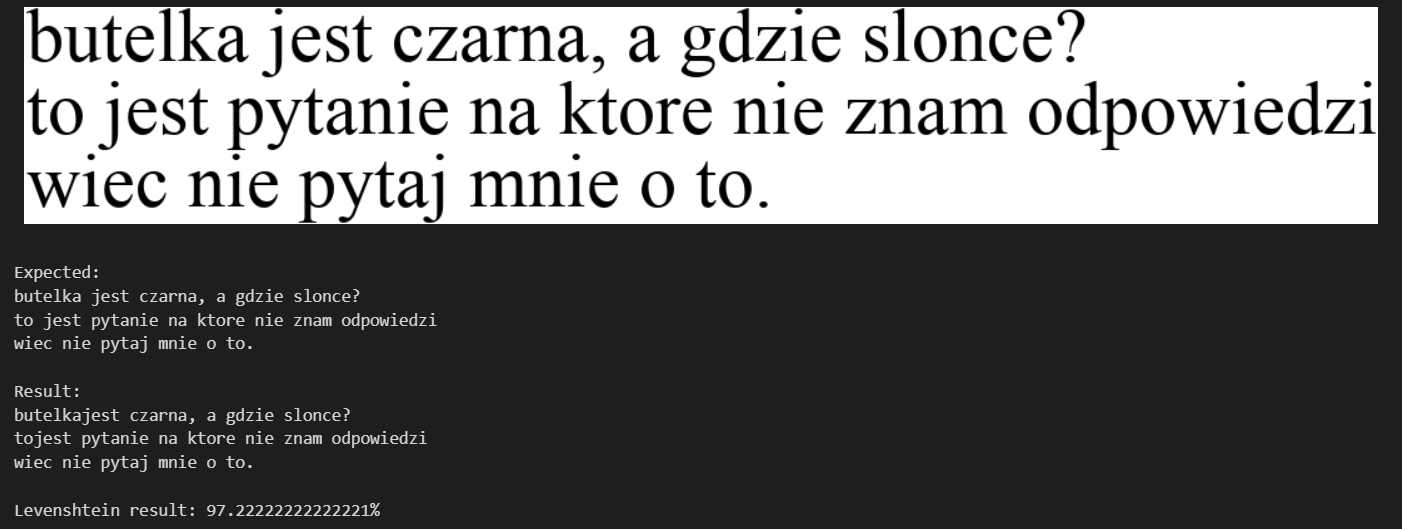 butelka jest czarna, a gdzie slonce?
to jest pytanie na ktore nie znam odpowiedzi
wiec nie pytaj mnie o to.
Expected:
butelka jest czarna, a gdzie slonce?
to jest pytanie na ktore nie znam odpowiedzi
wiec nie pytaj mnie o to.
Result:
butelkajest czarna, a gdzie slonce?
tojest pytanie na ktore nie znam odpowiedzi
wiec nie pytaj mnie o to.
Levenshtein result: 97.22222222222221%